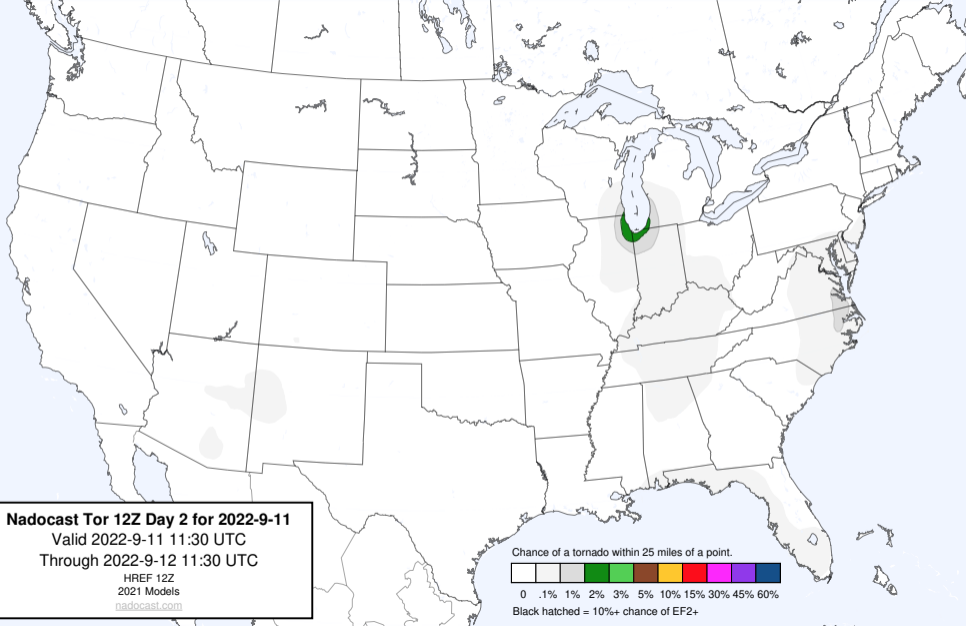 Nadocast Tor 12Z Day 2 for 2022-9-11
Valid 2022-9-11 11:30 UTC
Through 2022-9-12 11:30 UTC
HREF 12Z
2021 Models
nadocast.com
Chance of a tornado within 25 miles of a point.
0 .1% 1% 2% 3% 5% 10% 15% 30% 45% 60%
Black hatched = 10%+ chance of EF2+